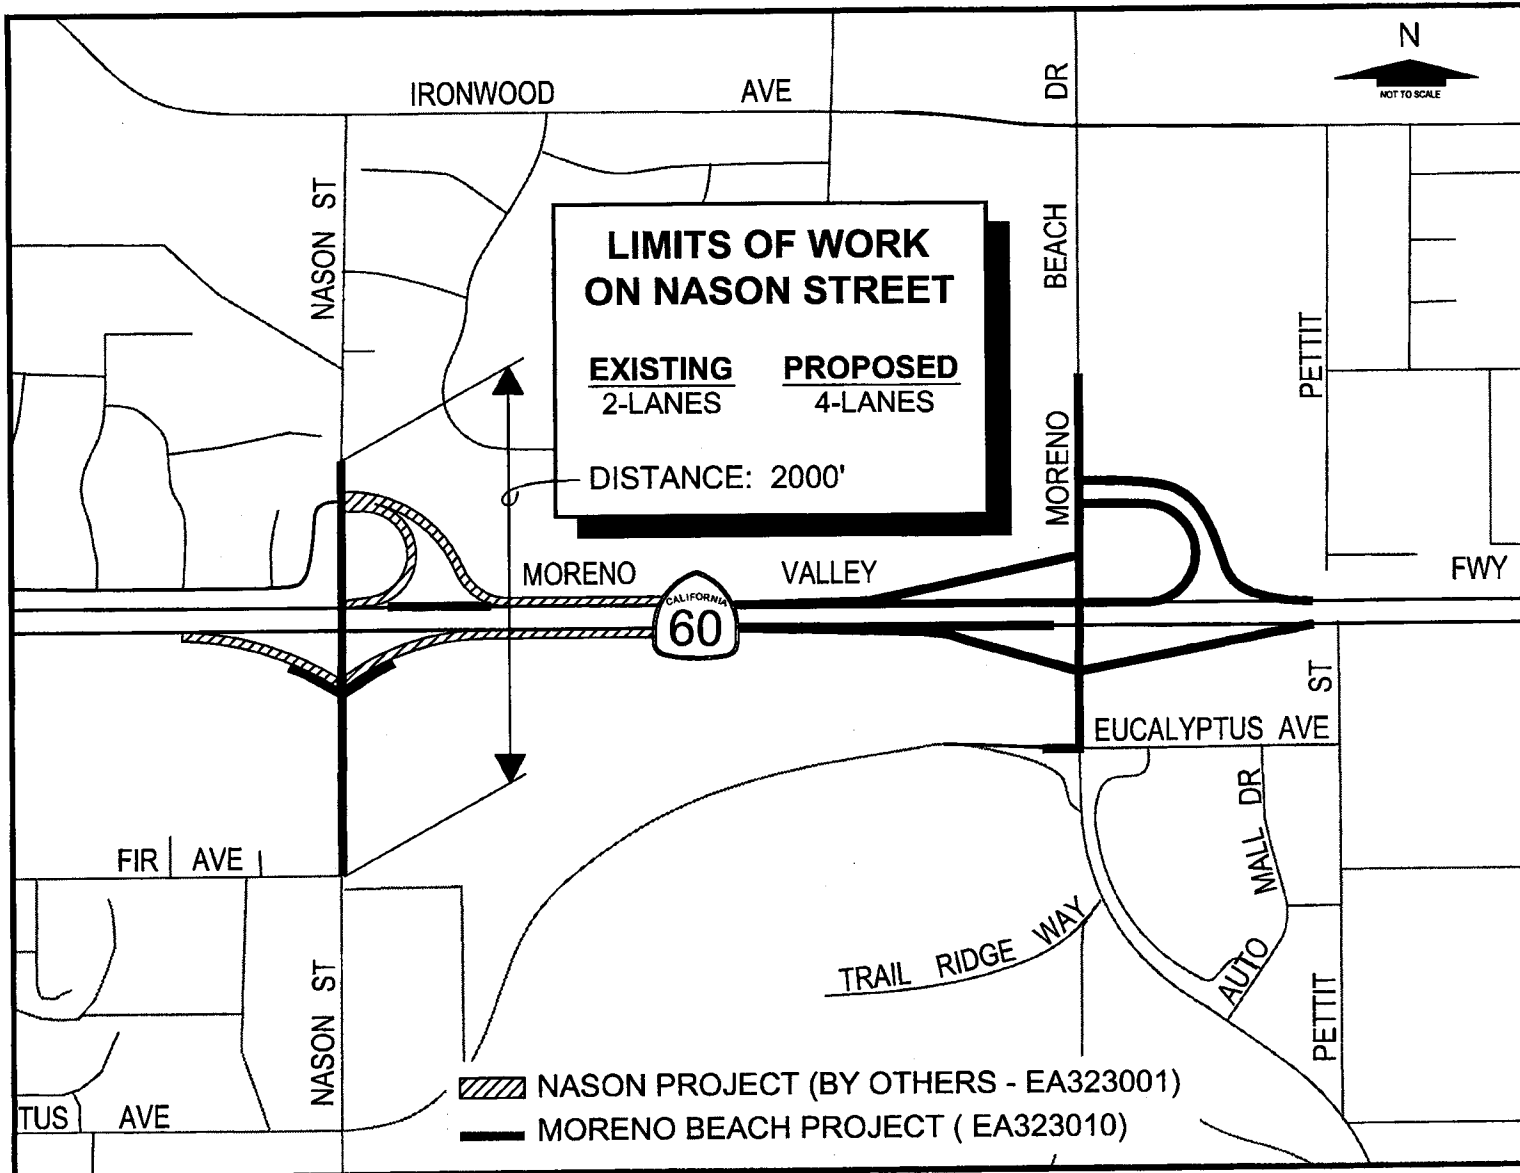 N
NOT TO SCALE
IRONWOOD AVE
NASON ST
MORENO BEACH DR
PETTIT
LIMITS OF WORK
ON NASON STREET
EXISTING PROPOSED
2-LANES 4-LANES
DISTANCE: 2000'
MORENO VALLEY FWY
CALIFORNIA
60
ST
EUCALYPTUS AVE
MALL DR
AUTO
FIR AVE
TRAIL RIDGE WAY
NASON ST
PETTIT
NASON PROJECT (BY OTHERS - EA323001)
MORENO BEACH PROJECT ( EA323010)
TUS AVE